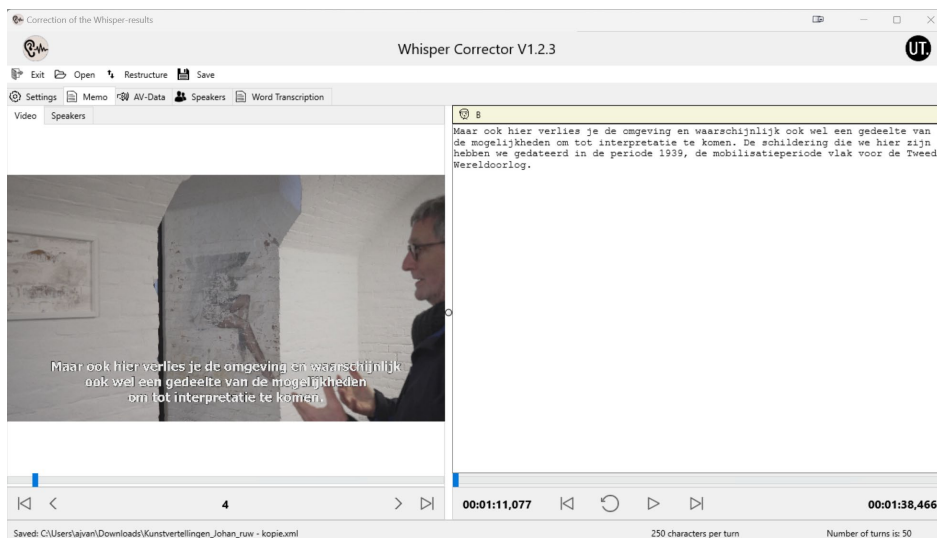 Correction of the Whisper-results
Whisper Corrector V1.2.3
UT.
Exit Open Restructure Save
Settings Memo AV-Data Speakers Word Transcription
Video Speakers
Maar ook hier verlies je de omgeving en waarschijnlijk
ook wel een gedeelte van de mogelijkheden
om tot interpretatie te komen.
4
B
Maar ook hier verlies je de omgeving en waarschijnlijk ook wel een gedeelte van
de mogelijkheden om tot interpretatie te komen. De schildering die we hier zijn
hebben we gedateerd in de periode 1939, de mobilisatieperiode vlak voor de Tweed
Wereldoorlog.
00:01:11,077 00:01:38,466
Saved: C:\Users\ajvan\Downloads\Kunstvertellingen_Johan_ruw - kopie.xml 250 characters per turn Number of turns is: 50